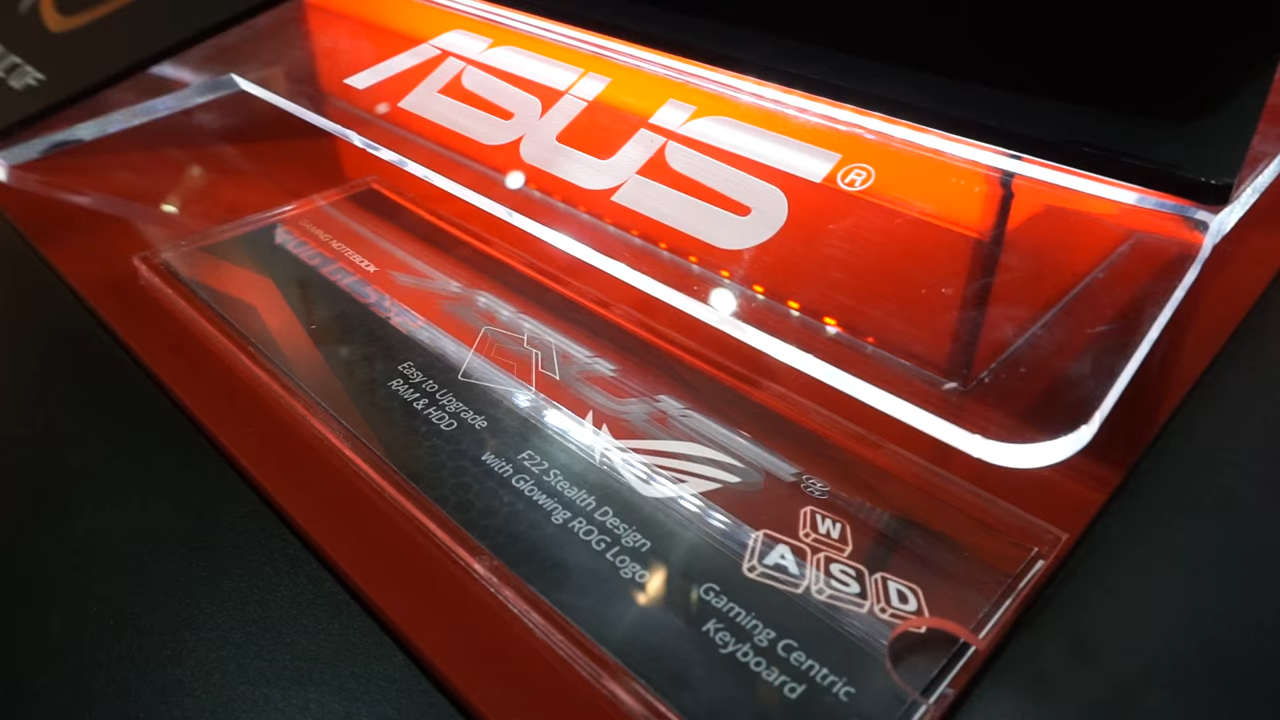 ASUS®
GAMING NOTEBOOK
Easy to Upgrade
RAM & HDD
F22 Stealth Design
with Glowing ROG Logo
W
A S D
Gaming Centric
Keyboard